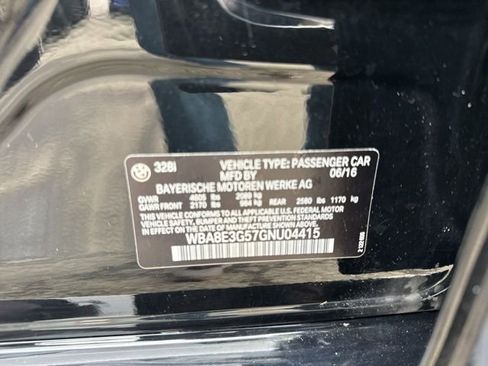 328i VEHICLE TYPE: PASSENGER CAR
MFD BY 06/16
BAYERISCHE MOTOREN WERKE AG
GVWR 4605 lbs 2089 kg
GAWR FRONT 2170 lbs 984 kg REAR 2580 lbs 1170 kg
THIS VEHICLE CONFORMS TO ALL APPLICABLE U.S. FEDERAL MOTOR
VEHICLE SAFETY, BUMPER, AND THEFT PREVENTION STANDARDS
IN EFFECT ON THE DATE OF MANUFACTURE SHOWN ABOVE.
WBA8E3G57GNU04415